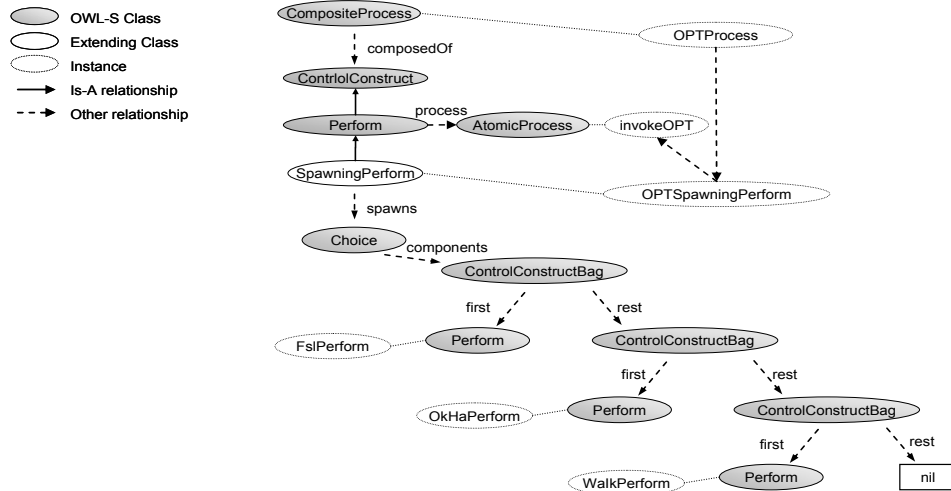 OWL-S Class
Extending Class
Instance
Is-A relationship
Other relationship
CompositeProcess
OPTProcess
composedOf
ContrlolConstruct
process
Perform
AtomicProcess
invokeOPT
SpawningPerform
OPTSpawningPerform
spawns
Choice
components
ControlConstructBag
first
rest
FslPerform
Perform
ControlConstructBag
first
rest
OkHaPerform
Perform
ControlConstructBag
first
rest
WalkPerform
Perform
nil